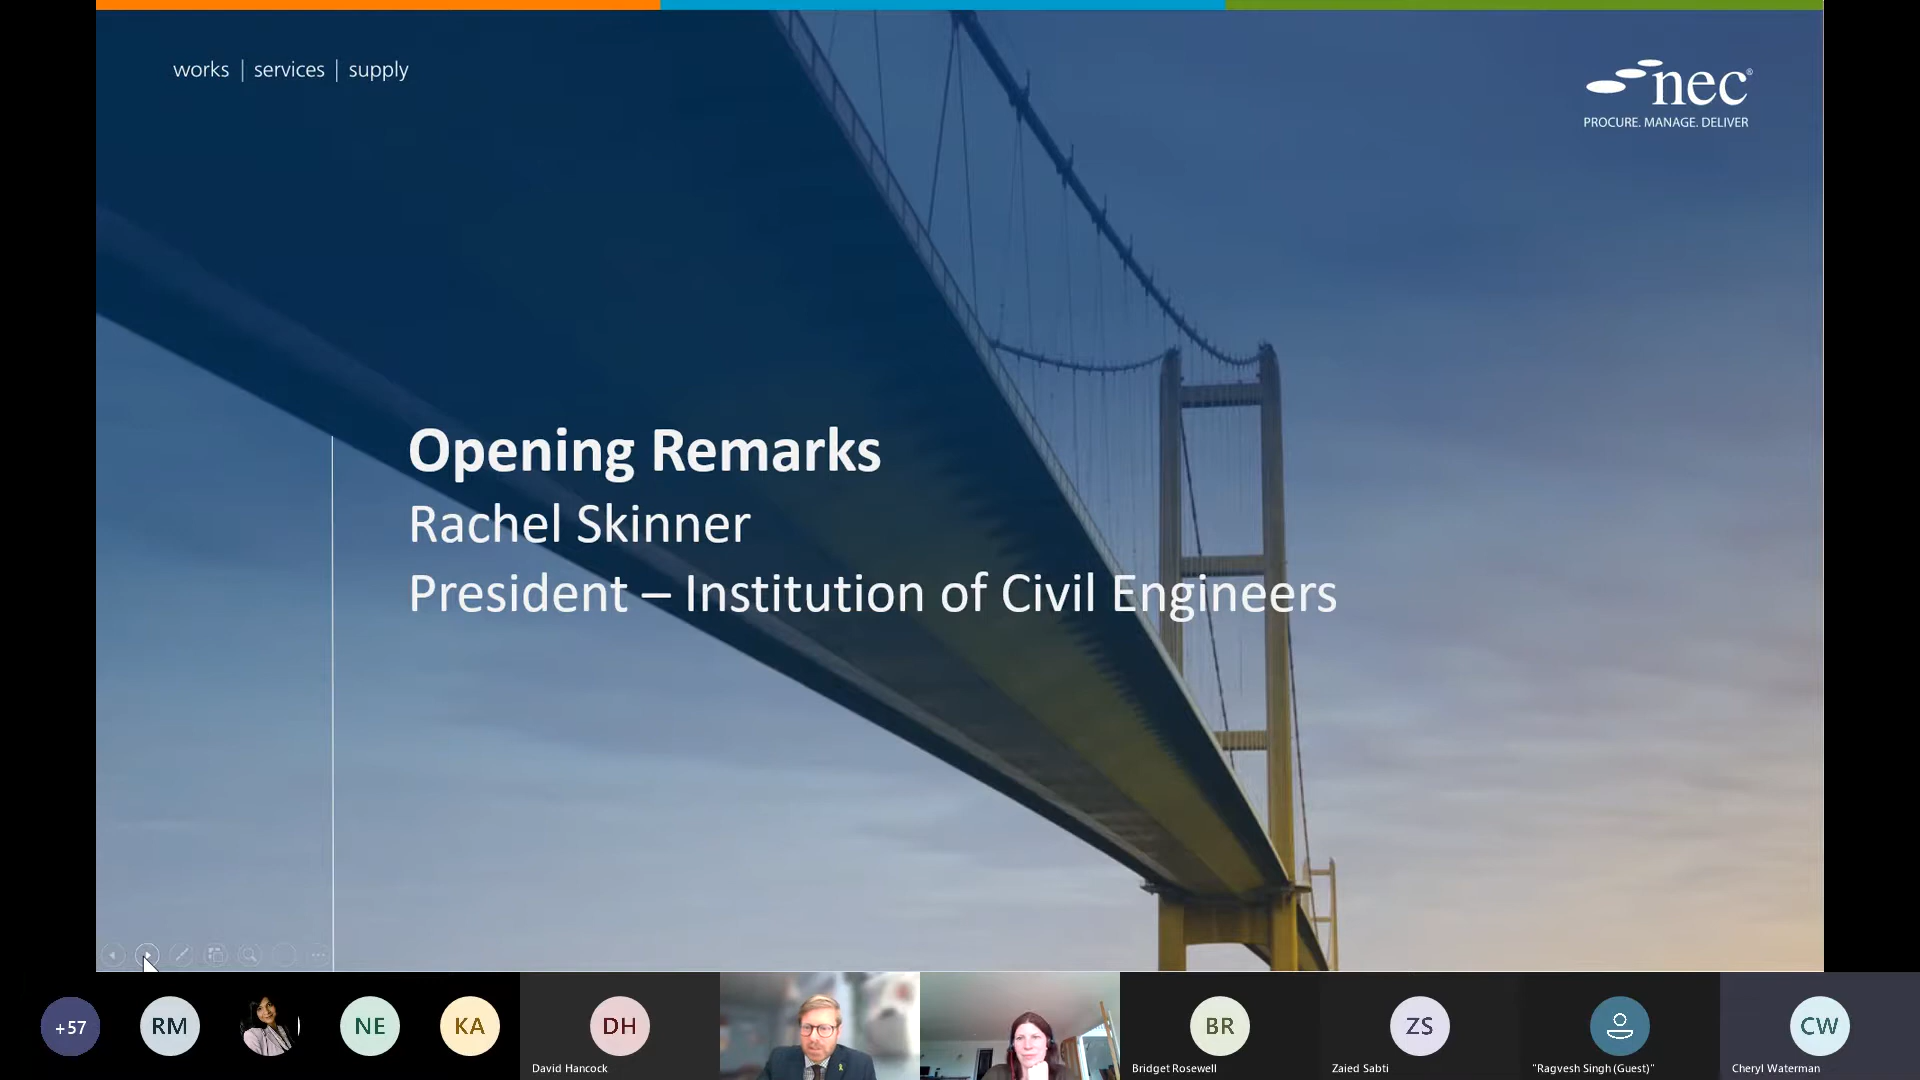 works | services | supply
nec®
PROCURE. MANAGE. DELIVER
Opening Remarks
Rachel Skinner
President – Institution of Civil Engineers
+57
RM
NE
KA
DH
David Hancock
BR
Bridget Rosewell
ZS
Zaied Sabti
"Ragvesh Singh (Guest)"
CW
Cheryl Waterman